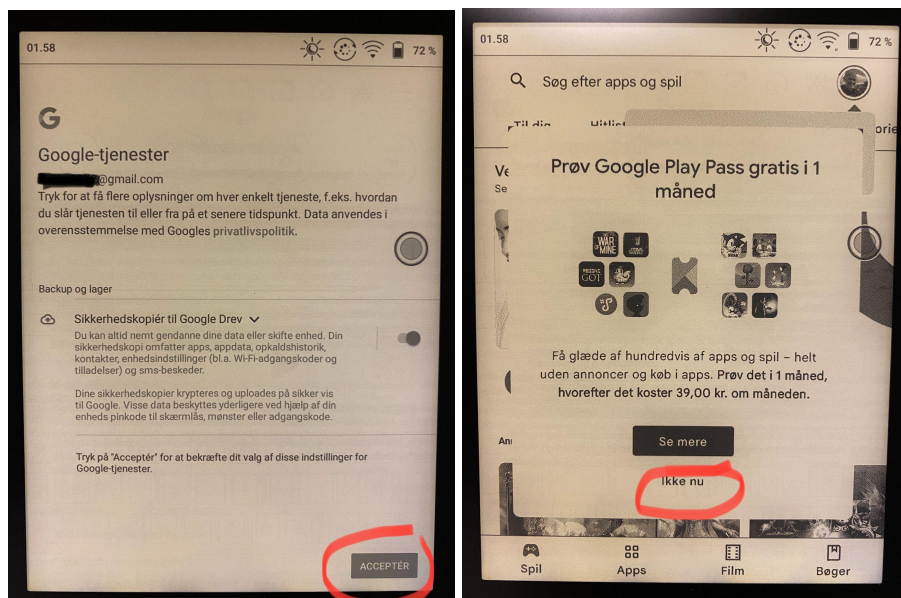 01.58
72 %
G
Google-tjenester
@gmail.com
Tryk for at få flere oplysninger om hver enkelt tjeneste, f.eks. hvordan
du slår tjenesten til eller fra på et senere tidspunkt. Data anvendes i
overensstemmelse med Googles privatlivspolitik.
Backup og lager
Sikkerhedskopiér til Google Drev
Du kan altid nemt gendanne dine data eller skifte enhed. Din
sikkerhedskopi omfatter apps, appdata, opkaldshistorik,
kontakter, enhedsindstillinger (bl.a. Wi-Fi-adgangskoder og
tilladelser) og sms-beskeder.
Dine sikkerhedskopier krypteres og uploades på sikker vis
til Google. Visse data beskyttes yderligere ved hjælp af din
enheds pinkode til skærmlås, mønster eller adgangskode.
Tryk på "Acceptér" for at bekræfte dit valg af disse indstillinger for
Google-tjenester.
ACCEPTÉR
01.58
72 %
Søg efter apps og spil
Til dig
Hitlist
orie
Ve
Se
Prøv Google Play Pass gratis i 1
måned
WAR
MINE
GOT
Få glæde af hundredvis af apps og spil – helt
uden annoncer og køb i apps. Prøv det i 1 måned,
hvorefter det koster 39,00 kr. om måneden.
Se mere
Ann
Ikke nu
Spil
Apps
Film
Bøger